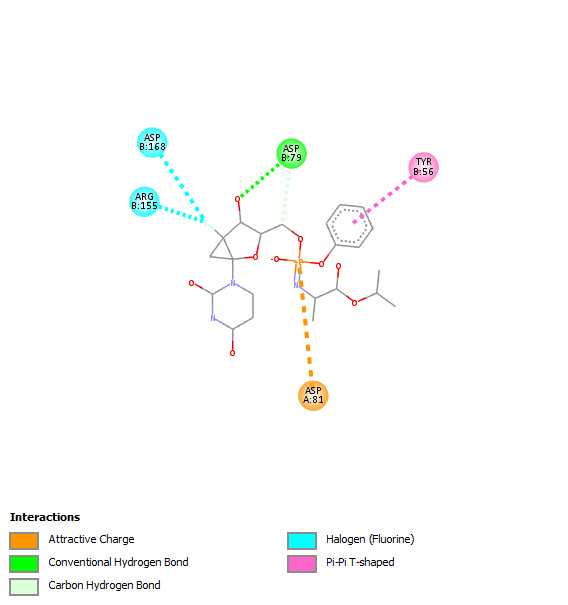 ASP
B:168
ASP
B:79
TYR
B:56
ARG
B:155
O
O
O
-O
P
O
O
N
O
O
N
N
O
ASP
A:81
Interactions
Attractive Charge
Conventional Hydrogen Bond
Carbon Hydrogen Bond
Halogen (Fluorine)
Pi-Pi T-shaped